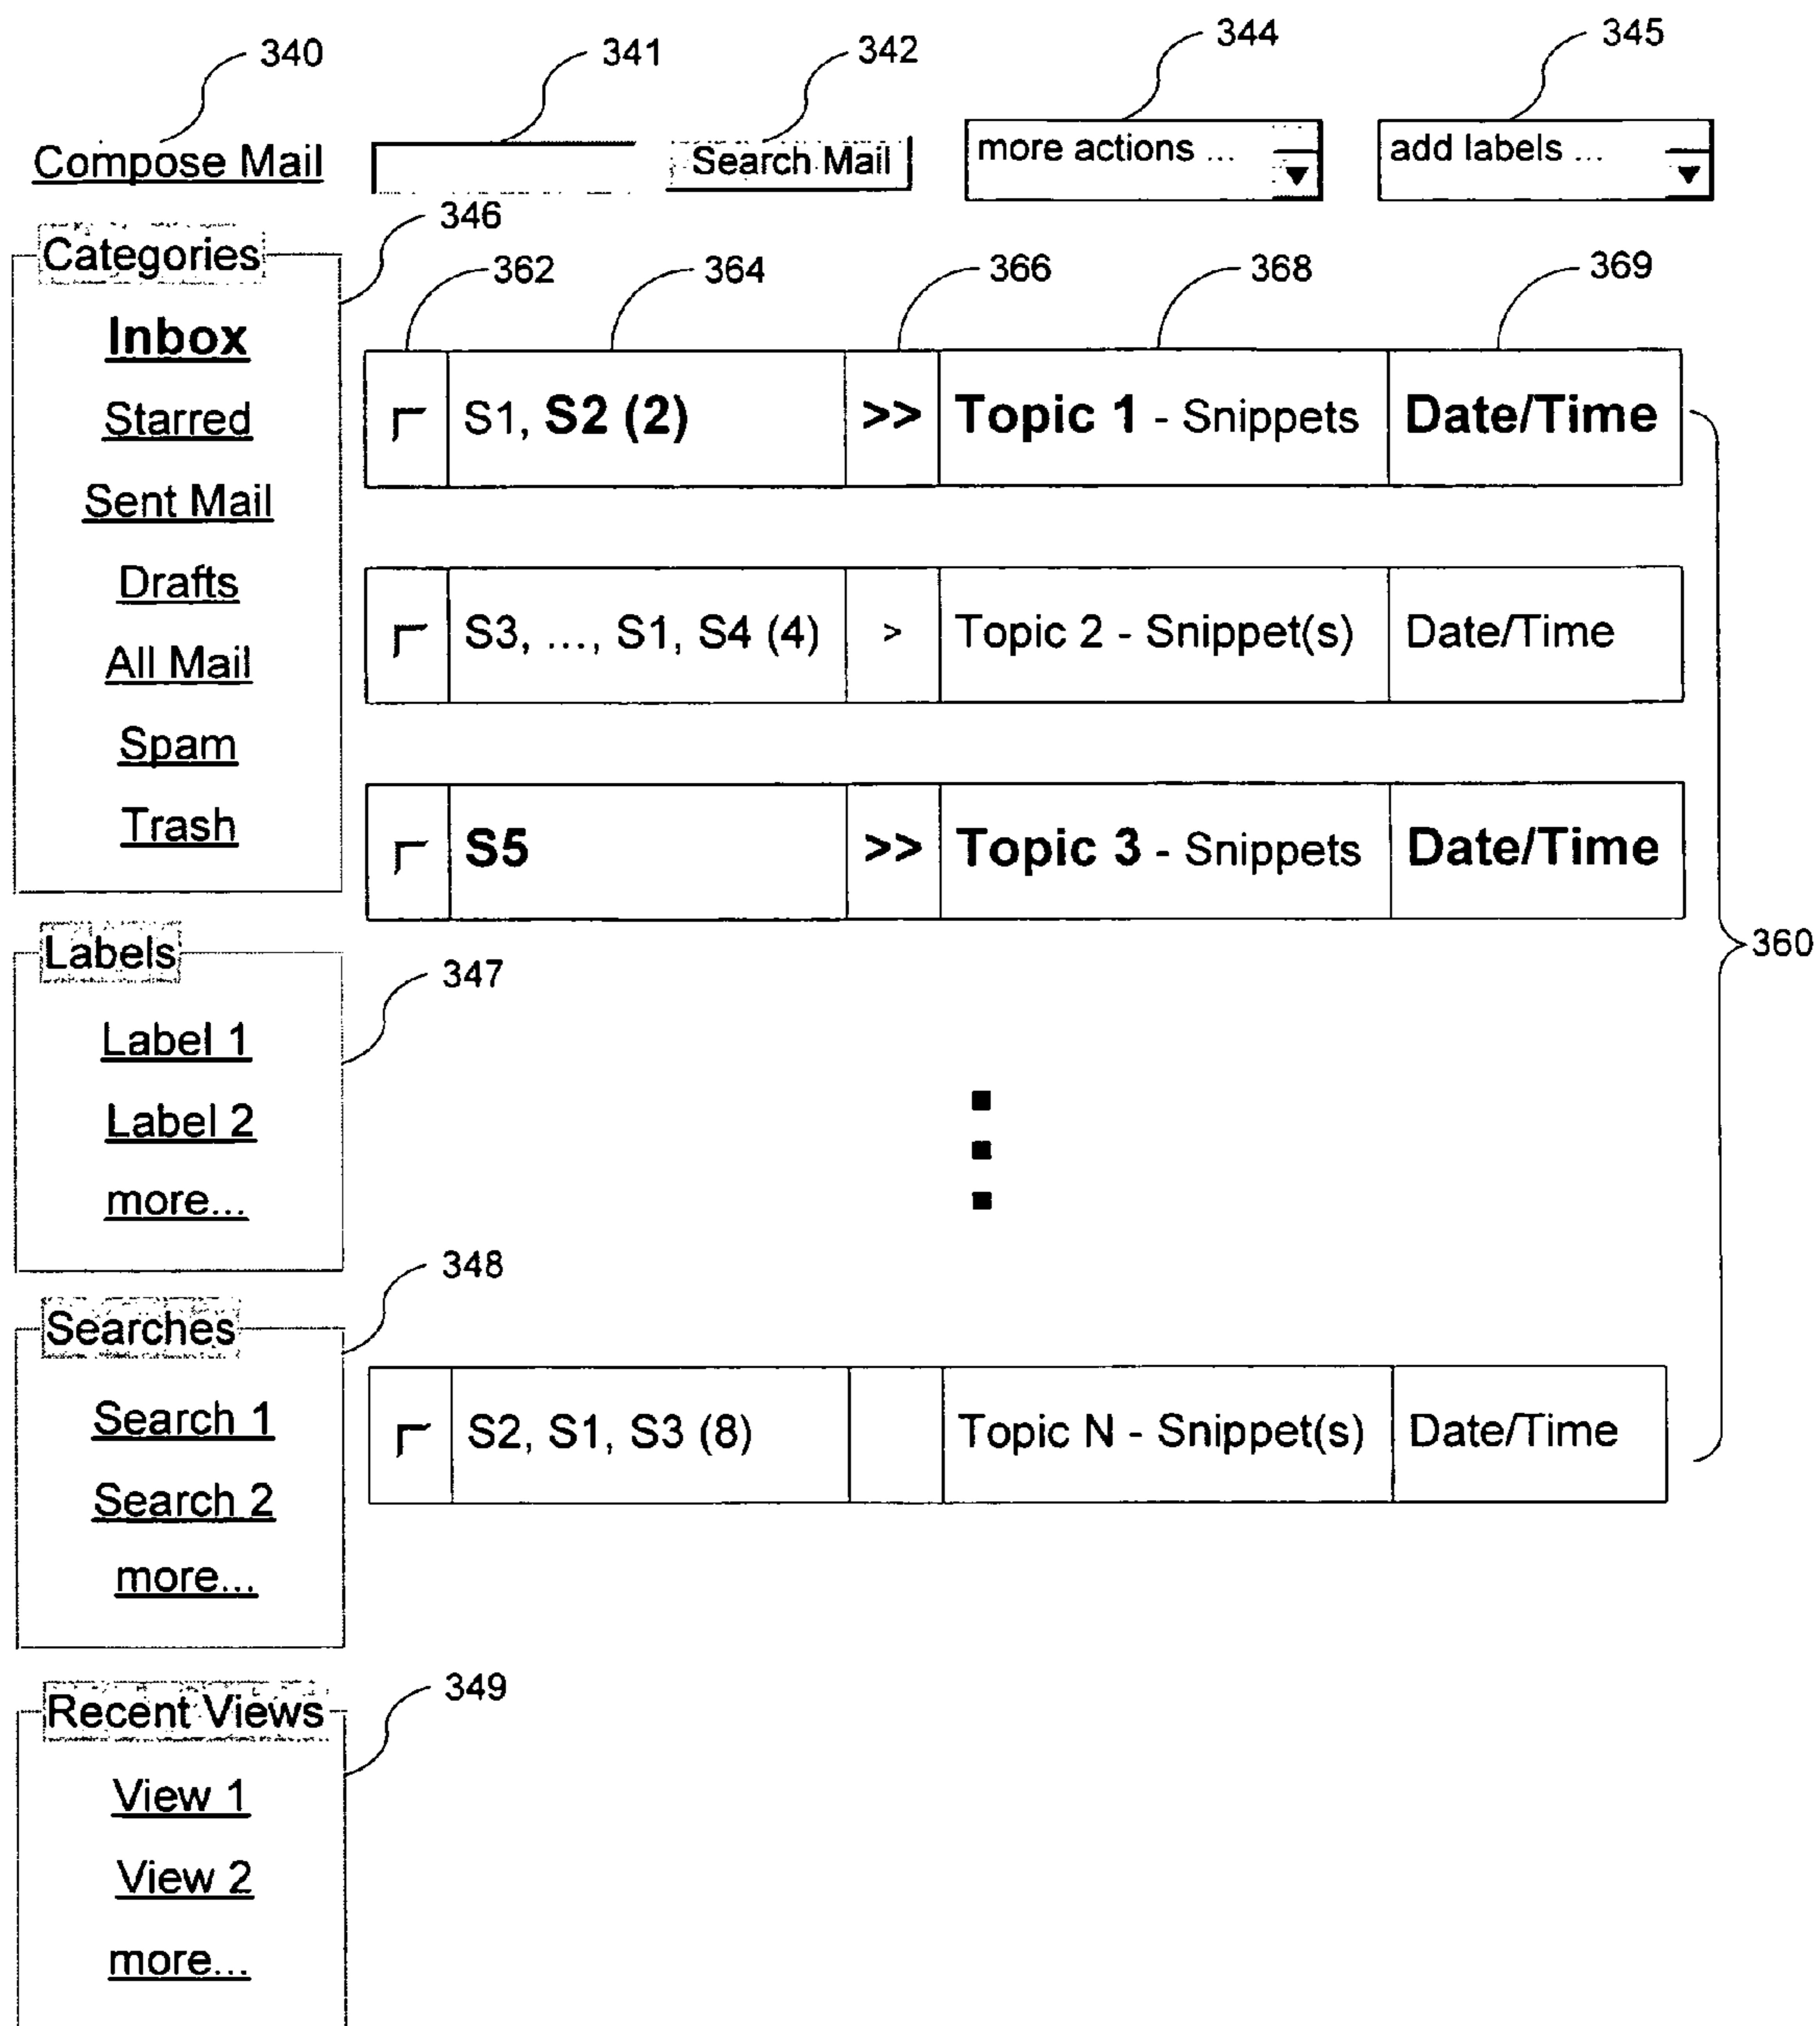 340
341
342
344
345
Compose Mail
Search Mail
more actions ...
add labels ...
346
Categories
Inbox
Starred
Sent Mail
Drafts
All Mail
Spam
Trash
362
364
366
368
369
S1, S2 (2) >> Topic 1 - Snippets Date/Time
S3, ..., S1, S4 (4) > Topic 2 - Snippet(s) Date/Time
S5 >> Topic 3 - Snippets Date/Time
360
Labels
347
Label 1
Label 2
more...
348
Searches
Search 1
Search 2
more...
S2, S1, S3 (8) Topic N - Snippet(s) Date/Time
349
Recent Views
View 1
View 2
more...